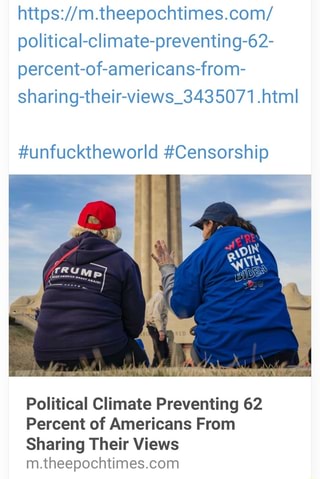 https://m.theepochtimes.com/
political-climate-preventing-62-
percent-of-americans-from-
sharing-their-views_3435071.html
#unfucktheworld #Censorship
TRUMP
WE'RE
RIDIN'
WITH
BIDEN
Political Climate Preventing 62
Percent of Americans From
Sharing Their Views
m.theepochtimes.com